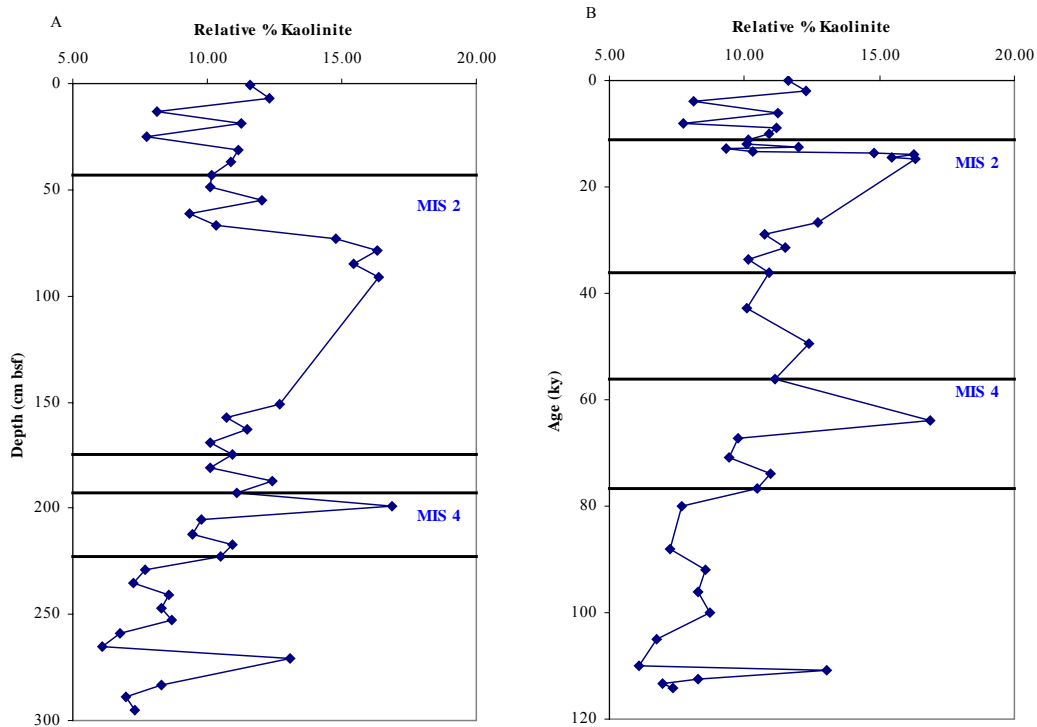 A
Relative % Kaolinite
5.00 10.00 15.00 20.00
0
50
100
150
200
250
300
Depth (cm bsf)
MIS 2
MIS 4
B
Relative % Kaolinite
5.00 10.00 15.00 20.00
0
20
40
60
80
100
120
Age (ky)
MIS 2
MIS 4